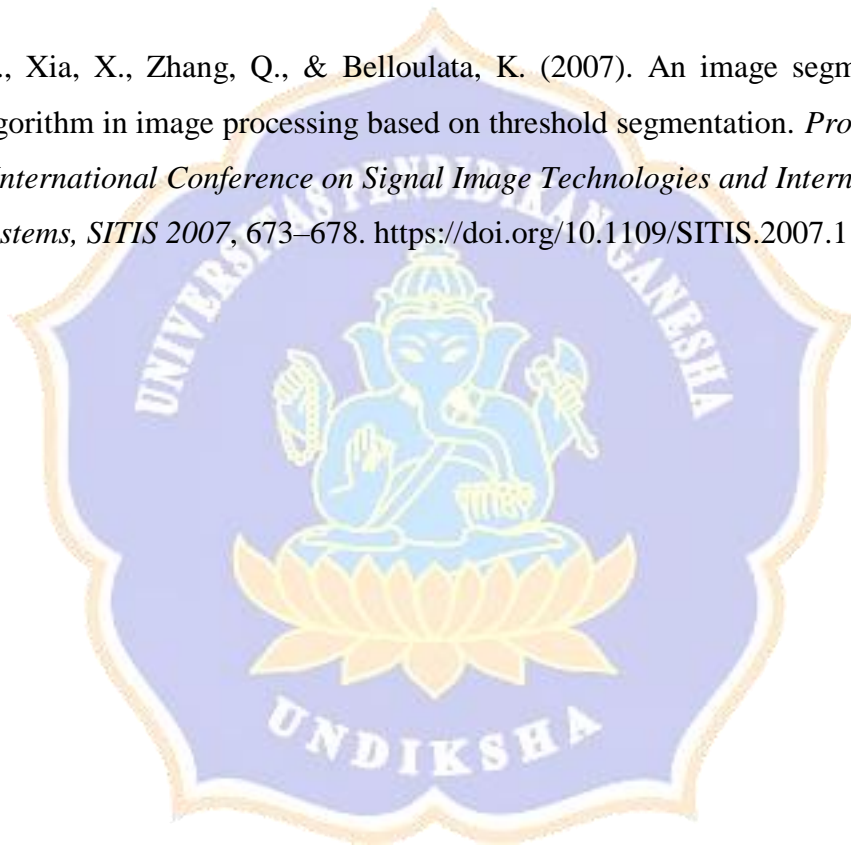 ., Xia, X., Zhang, Q., & Belloulata, K. (2007). An image segm
gorithm in image processing based on threshold segmentation. Pro
International Conference on Signal Image Technologies and Intern
stems, SITIS 2007, 673–678. https://doi.org/10.1109/SITIS.2007.1
UNIVERSITAS PENDIDIKAN GANESHA
UNDIKSHA